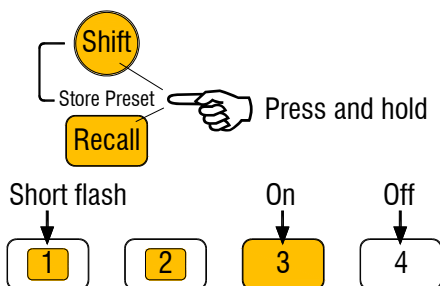 Shift
Store Preset
Press and hold
Recall
Short flash On Off
1 2 3 4